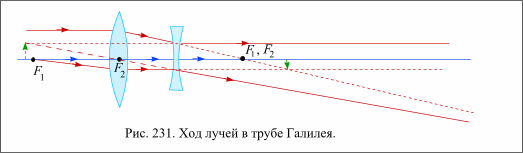 F₁, F₂
F₁
F₂
Рис. 231. Ход лучей в трубе Галилея.